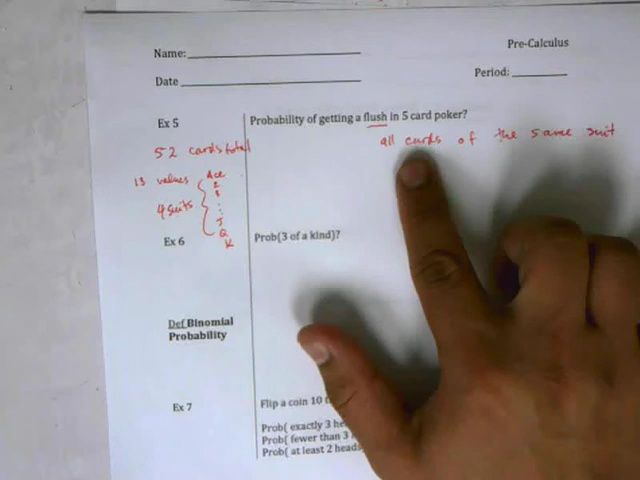 Pre-Calculus
Name:
Date
Period:
Ex 5
Probability of getting a flush in 5 card poker?
all cards of the same suit
52 cards total
13 values
Ace
2
3
4 suits
J
Q
K
Ex 6
Prob(3 of a kind)?
Def Binomial
Probability
Ex 7
Flip a coin 10
Prob( exactly 3
Prob( fewer than 3
Prob( at least 2 heads